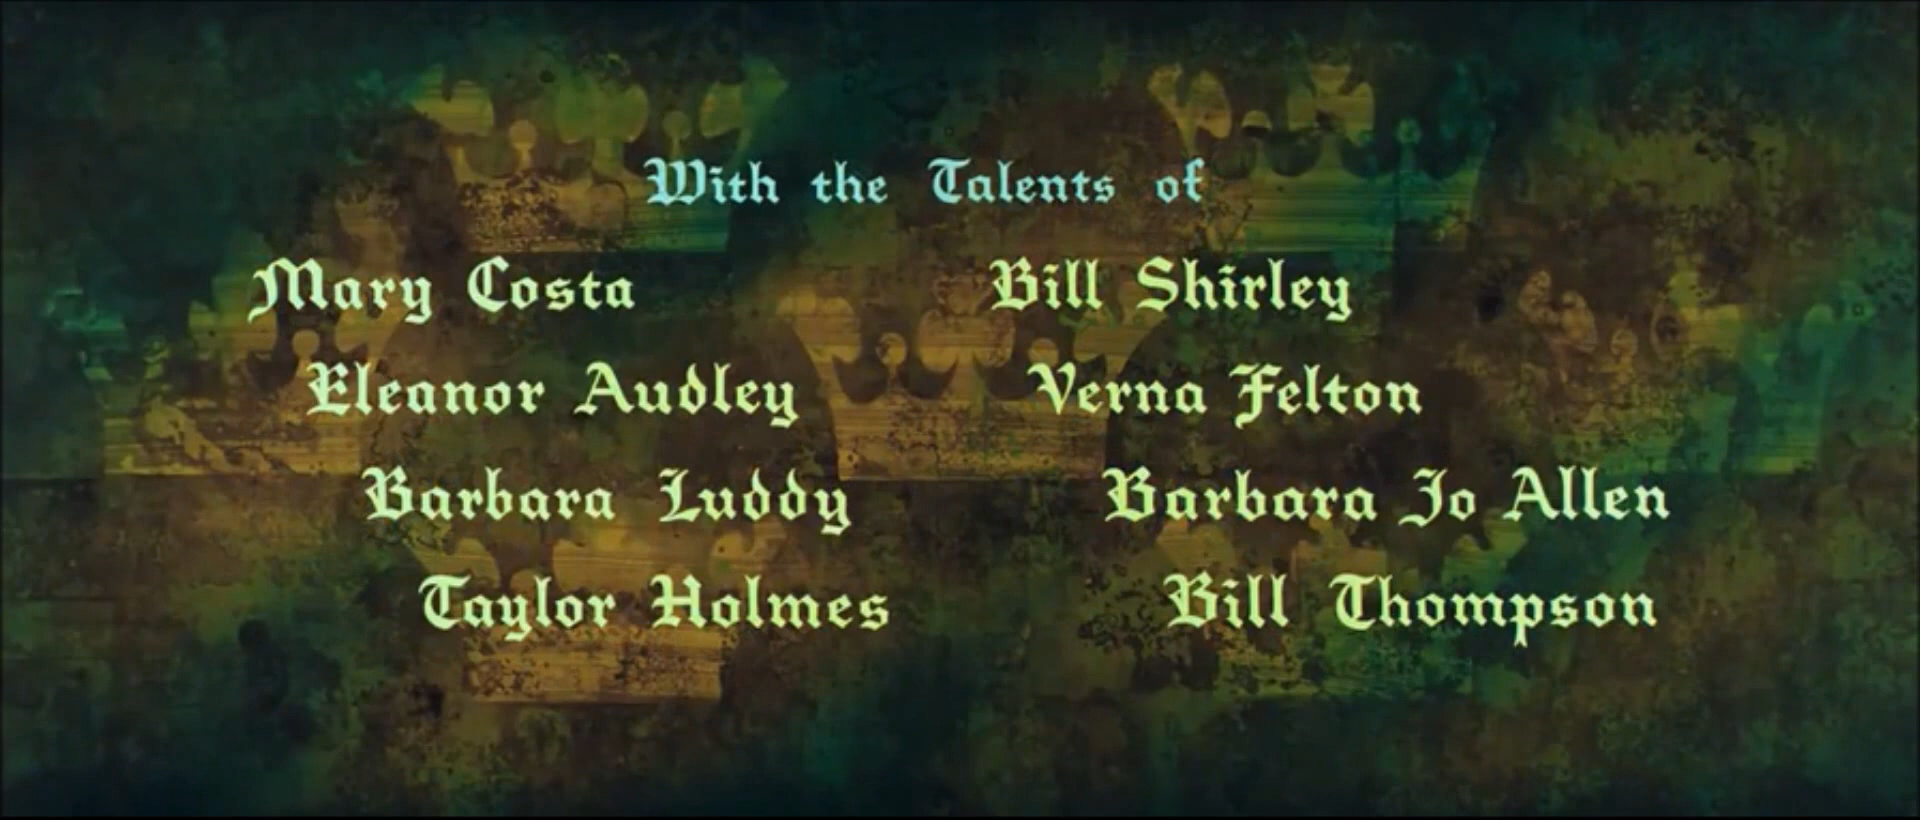 With the Talents of
Mary Costa Bill Shirley
Eleanor Audley Verna Felton
Barbara Luddy Barbara Jo Allen
Taylor Holmes Bill Thompson